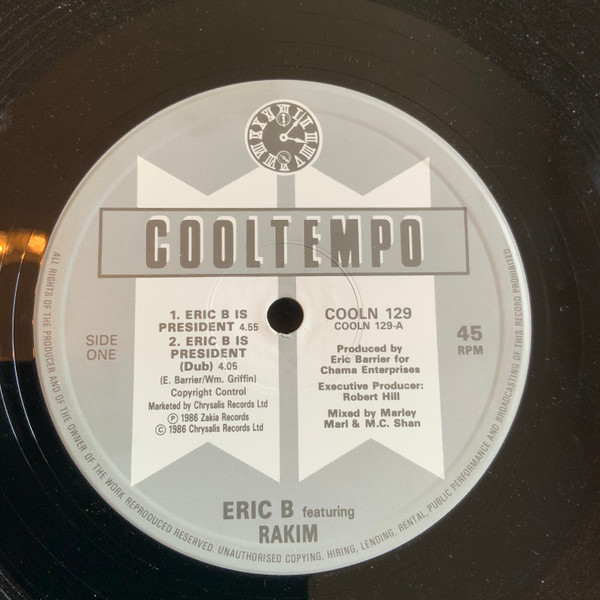 COOLTEMPO
SIDE
ONE
1. ERIC B IS
PRESIDENT 4.55
2. ERIC B IS
PRESIDENT
(Dub) 4.05
(E. Barrier/Wm. Griffin)
Copyright Control
Marketed by Chrysalis Records Ltd
Ⓟ 1986 Zakia Records
© 1986 Chrysalis Records Ltd
COOLN 129
COOLN 129-A
Produced by
Eric Barrier for
Chama Enterprises
Executive Producer:
Robert Hill
Mixed by Marley
Marl & M.C. Shan
45
RPM
ERIC B featuring
RAKIM
ALL RIGHTS OF THE PRODUCER AND OF THE OWNER OF THE WORK REPRODUCED RESERVED. UNAUTHORISED COPYING, HIRING, LENDING, RENTAL, PUBLIC PERFORMANCE AND BROADCASTING OF THIS RECORD PROHIBITED